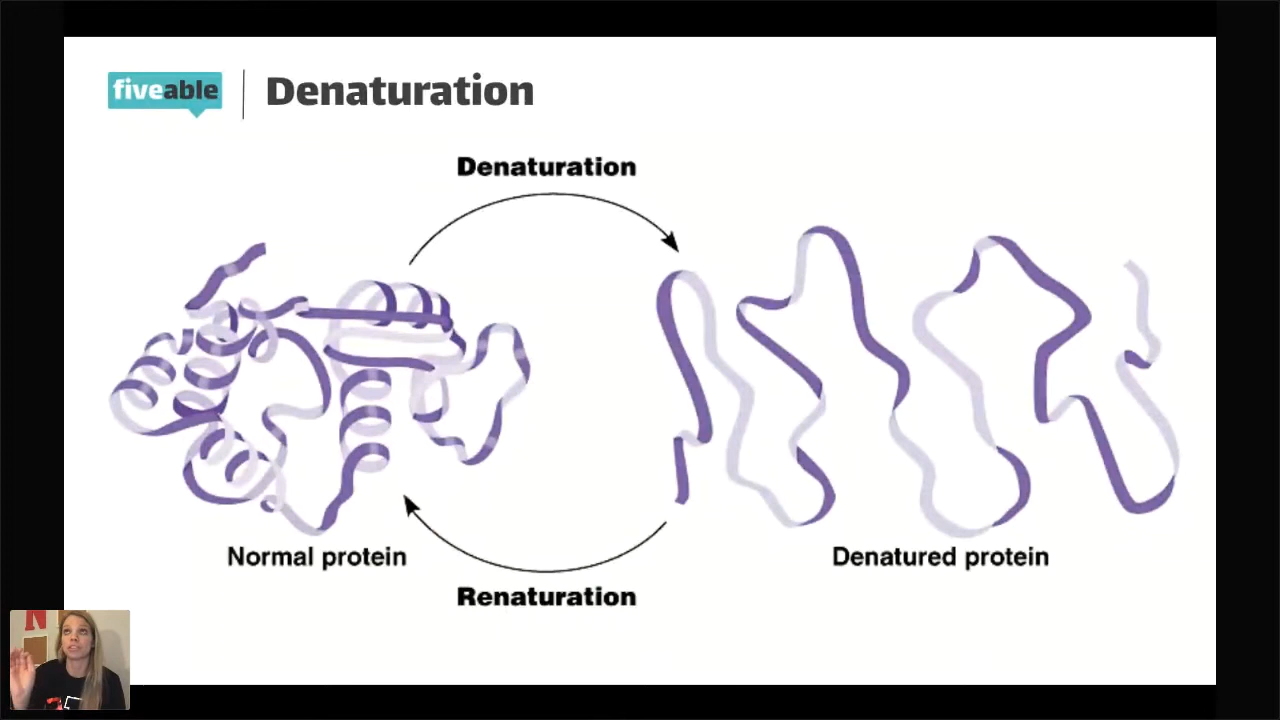 fiveable
Denaturation
Denaturation
Normal protein
Denatured protein
Renaturation
N